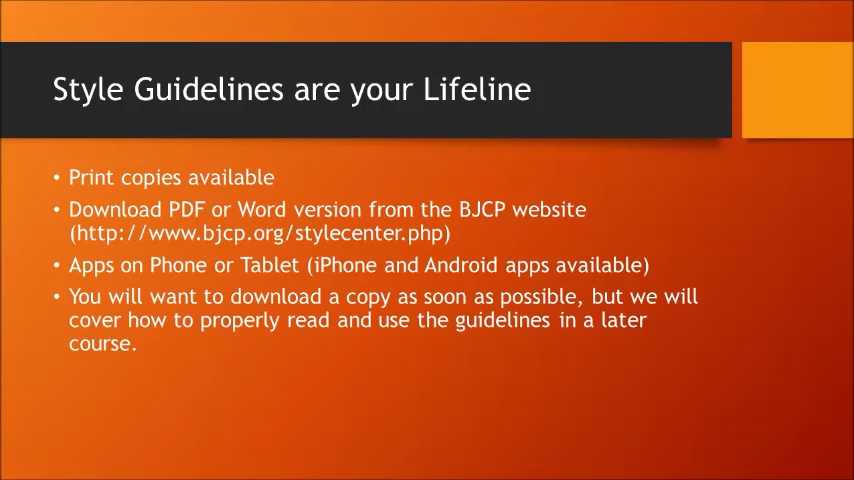 Style Guidelines are your Lifeline
• Print copies available
• Download PDF or Word version from the BJCP website
(http://www.bjcp.org/stylecenter.php)
• Apps on Phone or Tablet (iPhone and Android apps available)
• You will want to download a copy as soon as possible, but we will
cover how to properly read and use the guidelines in a later
course.